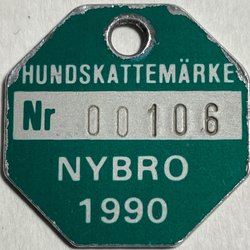 HUNDSKATTEMÄRKE
Nr 00106
NYBRO
1990